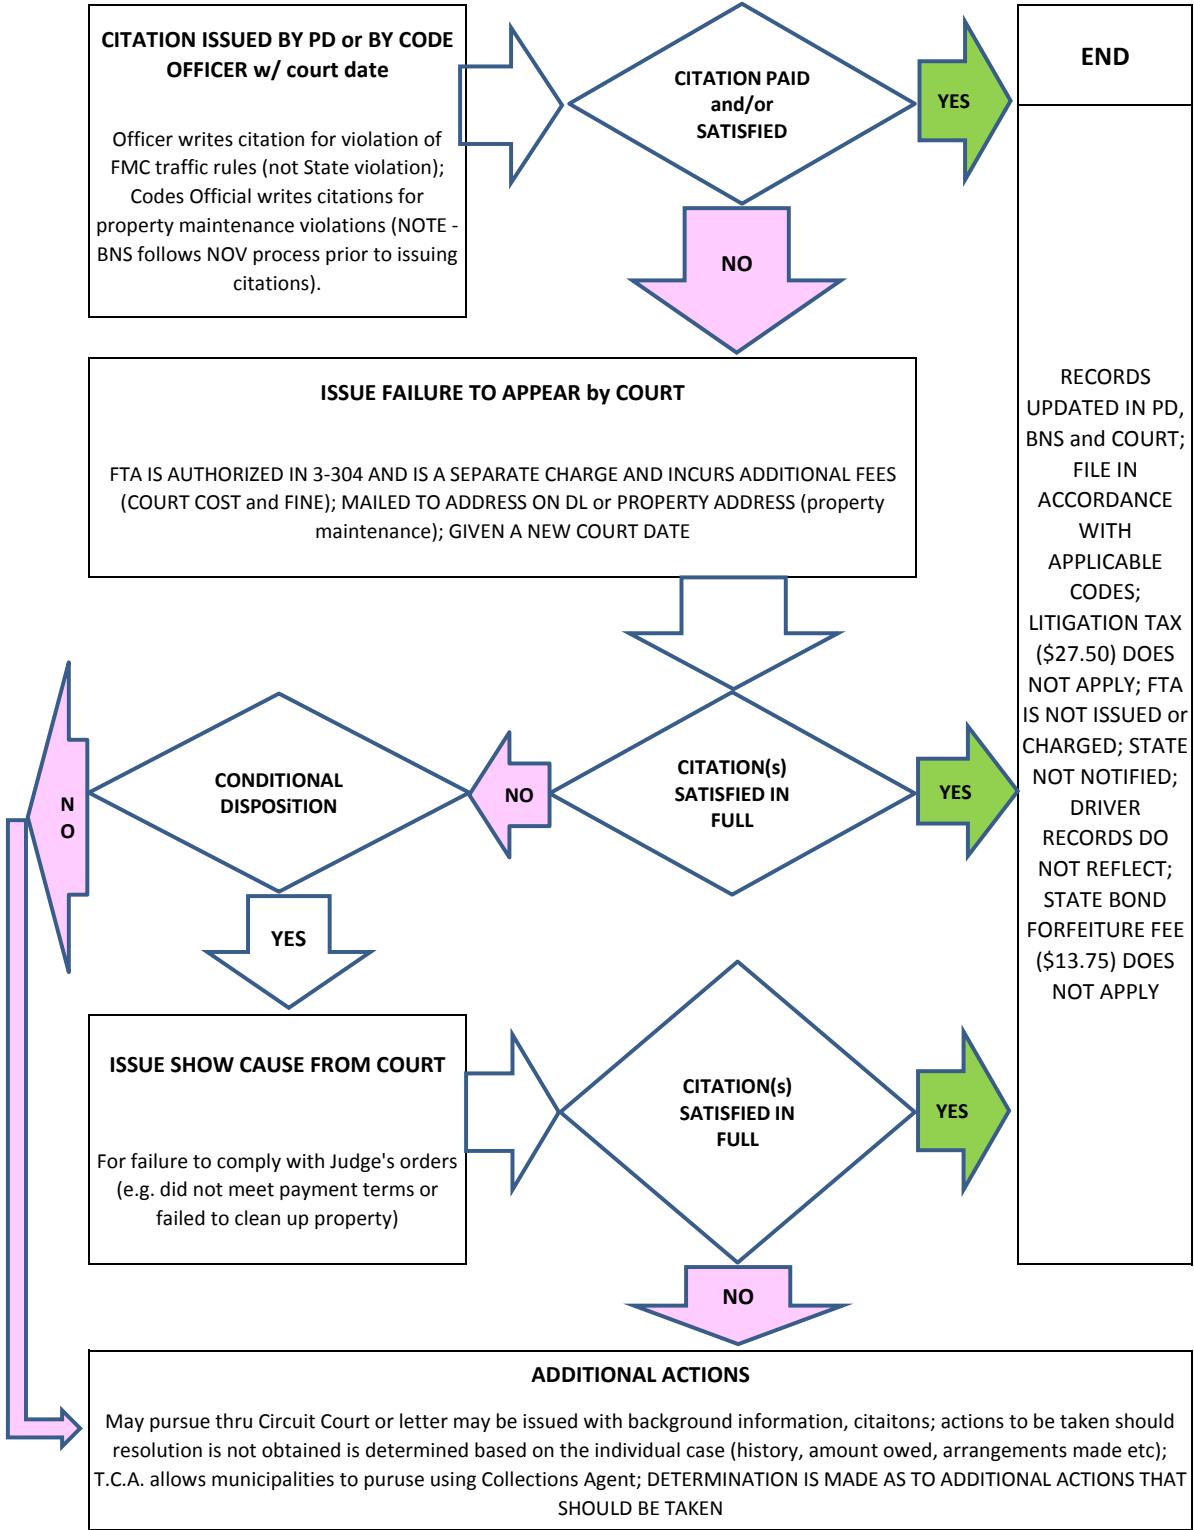 CITATION ISSUED BY PD or BY CODE
OFFICER w/ court date
Officer writes citation for violation of
FMC traffic rules (not State violation);
Codes Official writes citations for
property maintenance violations (NOTE -
BNS follows NOV process prior to issuing
citations).
CITATION PAID
and/or
SATISFIED
YES
END
NO
ISSUE FAILURE TO APPEAR by COURT
FTA IS AUTHORIZED IN 3-304 AND IS A SEPARATE CHARGE AND INCURS ADDITIONAL FEES
(COURT COST and FINE); MAILED TO ADDRESS ON DL or PROPERTY ADDRESS (property
maintenance); GIVEN A NEW COURT DATE
RECORDS
UPDATED IN PD,
BNS and COURT;
FILE IN
ACCORDANCE
WITH
APPLICABLE
CODES;
LITIGATION TAX
($27.50) DOES
NOT APPLY; FTA
IS NOT ISSUED or
CHARGED; STATE
NOT NOTIFIED;
DRIVER
RECORDS DO
NOT REFLECT;
STATE BOND
FORFEITURE FEE
($13.75) DOES
NOT APPLY
CITATION(s)
SATISFIED IN
FULL
YES
NO
CONDITIONAL
DISPOSiTION
N
O
YES
ISSUE SHOW CAUSE FROM COURT
For failure to comply with Judge's orders
(e.g. did not meet payment terms or
failed to clean up property)
CITATION(s)
SATISFIED IN
FULL
YES
NO
ADDITIONAL ACTIONS
May pursue thru Circuit Court or letter may be issued with background information, citaitons; actions to be taken should
resolution is not obtained is determined based on the individual case (history, amount owed, arrangements made etc);
T.C.A. allows municipalities to puruse using Collections Agent; DETERMINATION IS MADE AS TO ADDITIONAL ACTIONS THAT
SHOULD BE TAKEN